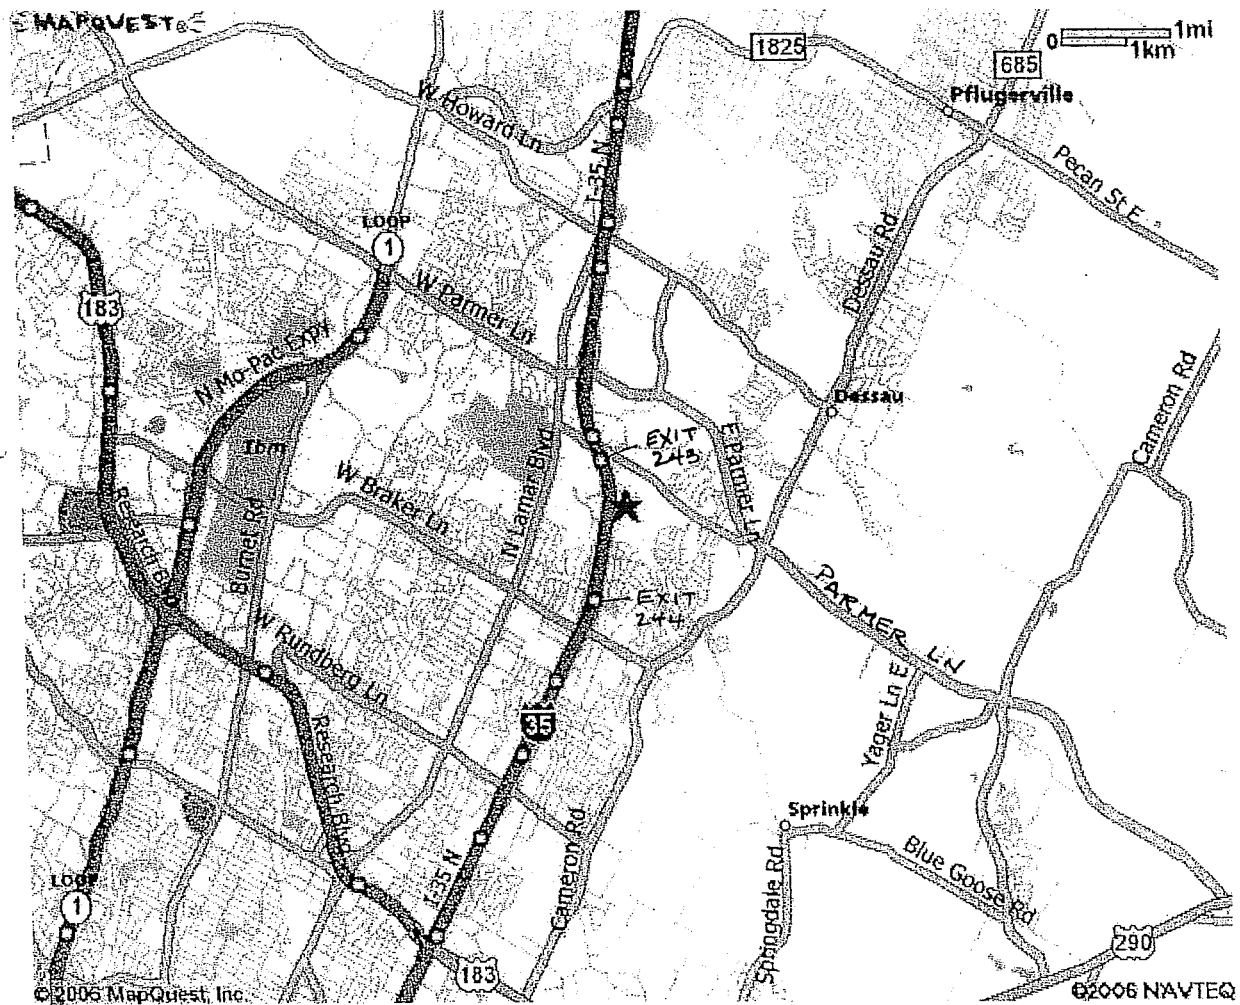 MAPQUEST
0 1mi
1km
1825
685
Pflugerville
W Howard Ln
I-35 N
Pecan St E
LOOP
1
Dessau Rd
183
W Parmer Ln
N Mo-Pac Expy
Cameron Rd
Dessau
Ibm
EXIT
243
E Parmer Ln
N Lamar Blvd
W Braker Ln
Research Blvd
Burnet Rd
EXIT
244
PARMER LN
W Rundberg Ln
Yager Ln E
35
Research Blvd
Sprinkle
I-35 N
Cameron Rd
Blue Goose Rd
Springdale Rd
LOOP
1
290
183
©2006 MapQuest, Inc.
©2006 NAVTEQ